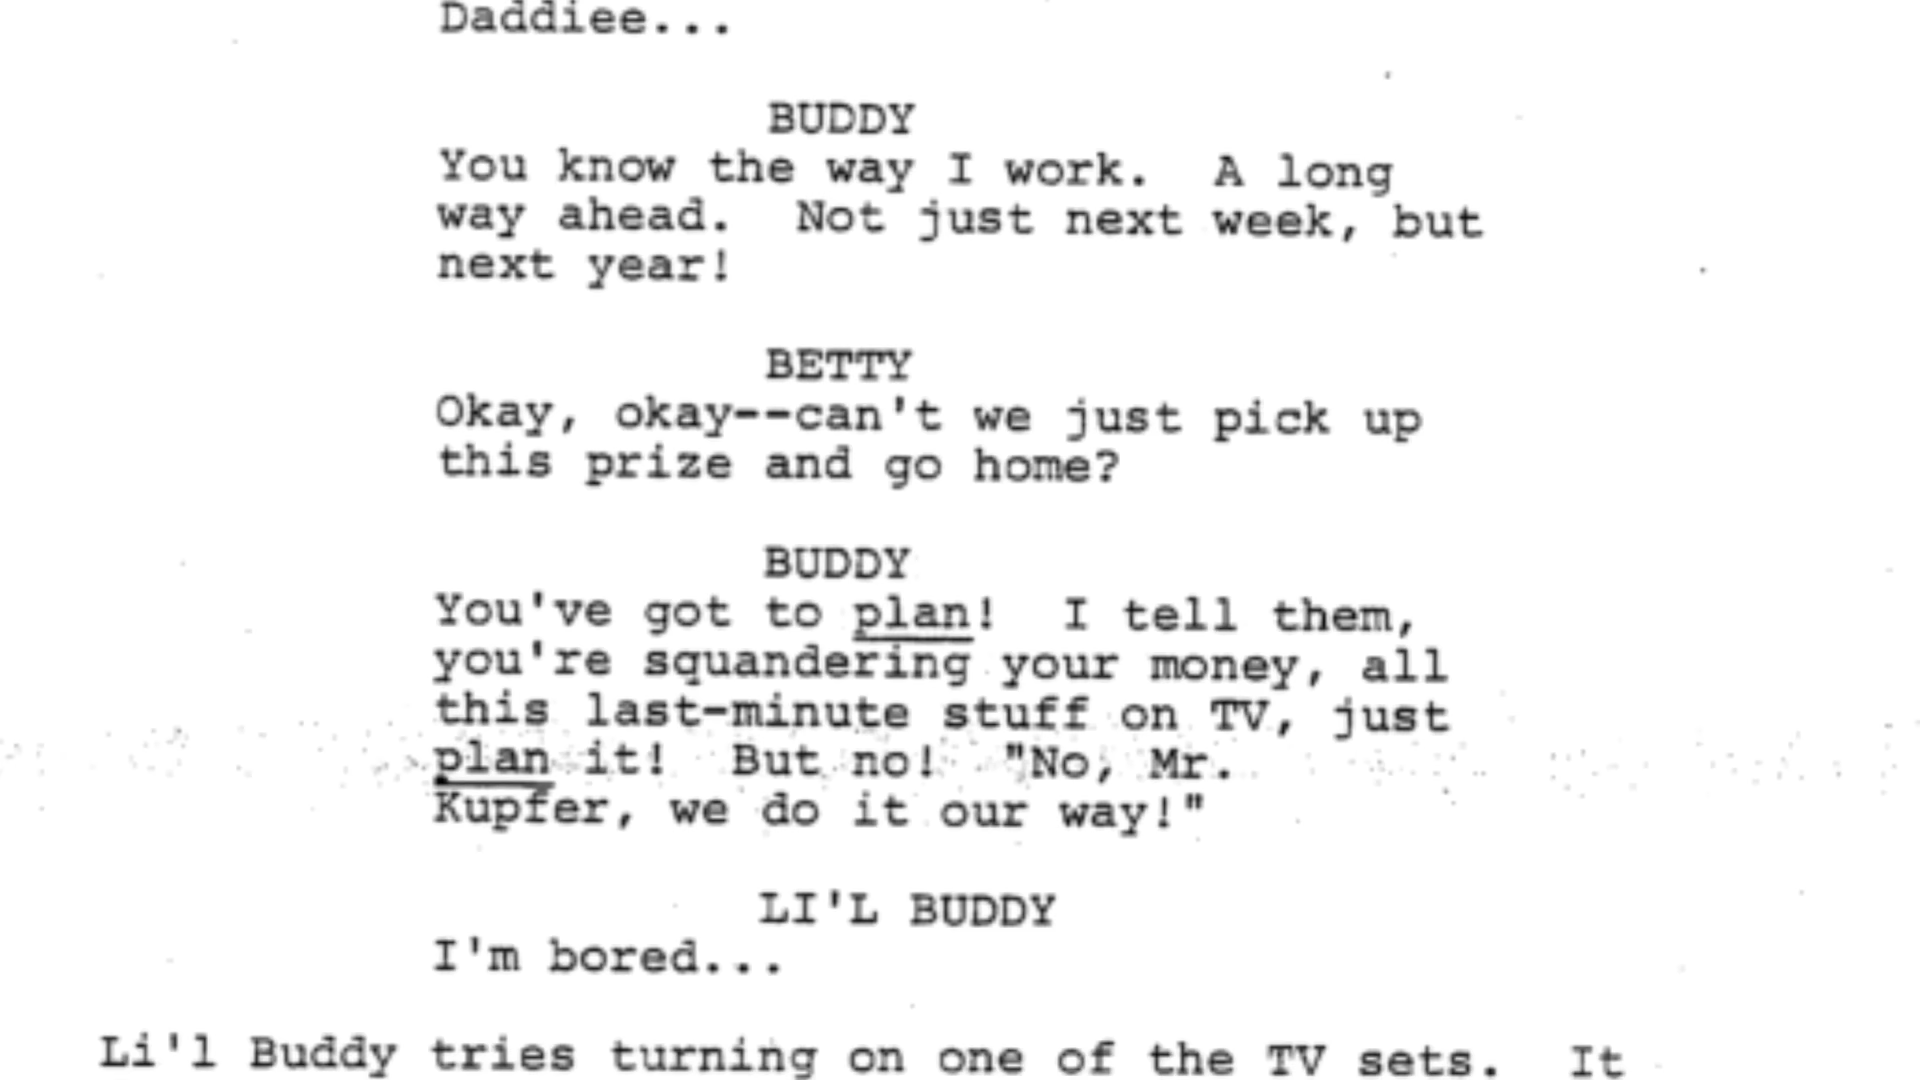 Daddiee...
BUDDY
You know the way I work.  A long
way ahead.  Not just next week, but
next year!
BETTY
Okay, okay--can't we just pick up
this prize and go home?
BUDDY
You've got to plan!  I tell them,
you're squandering your money, all
this last-minute stuff on TV, just
plan it!  But no!  "No, Mr.
Kupfer, we do it our way!"
LI'L BUDDY
I'm bored...
Li'l Buddy tries turning on one of the TV sets.  It